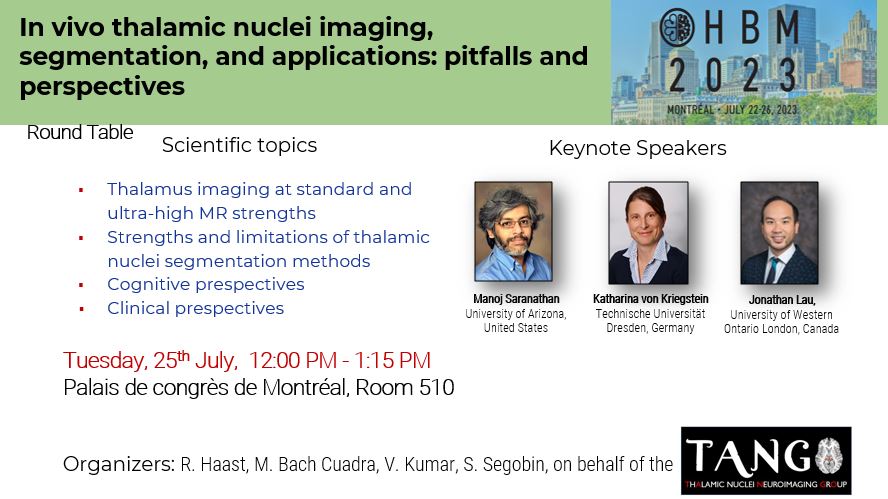 In vivo thalamic nuclei imaging,
segmentation, and applications: pitfalls and
perspectives
OHBM
2023
MONTRÉAL • JULY 22-26, 2023
Round Table
Scientific topics
▪ Thalamus imaging at standard and
ultra-high MR strengths
▪ Strengths and limitations of thalamic
nuclei segmentation methods
▪ Cognitive prespectives
▪ Clinical prespectives
Keynote Speakers
Manoj Saranathan
University of Arizona,
United States
Katharina von Kriegstein
Technische Universität
Dresden, Germany
Jonathan Lau,
University of Western
Ontario London, Canada
Tuesday, 25th July, 12:00 PM - 1:15 PM
Palais de congrès de Montréal, Room 510
Organizers: R. Haast, M. Bach Cuadra, V. Kumar, S. Segobin, on behalf of the
TANGO
THALAMIC NUCLEI NEUROIMAGING GROUP